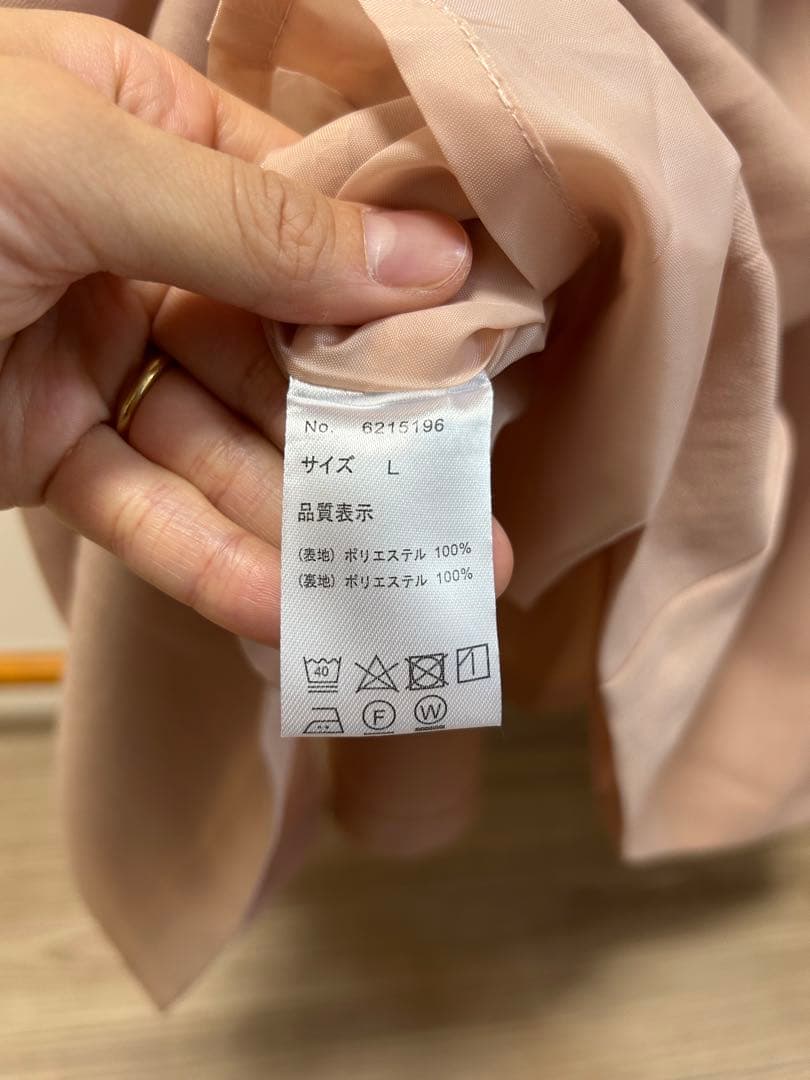 No. 6215196
サイズ L
品質表示
(表地) ポリエステル 100%
(裏地) ポリエステル 100%
40
F W